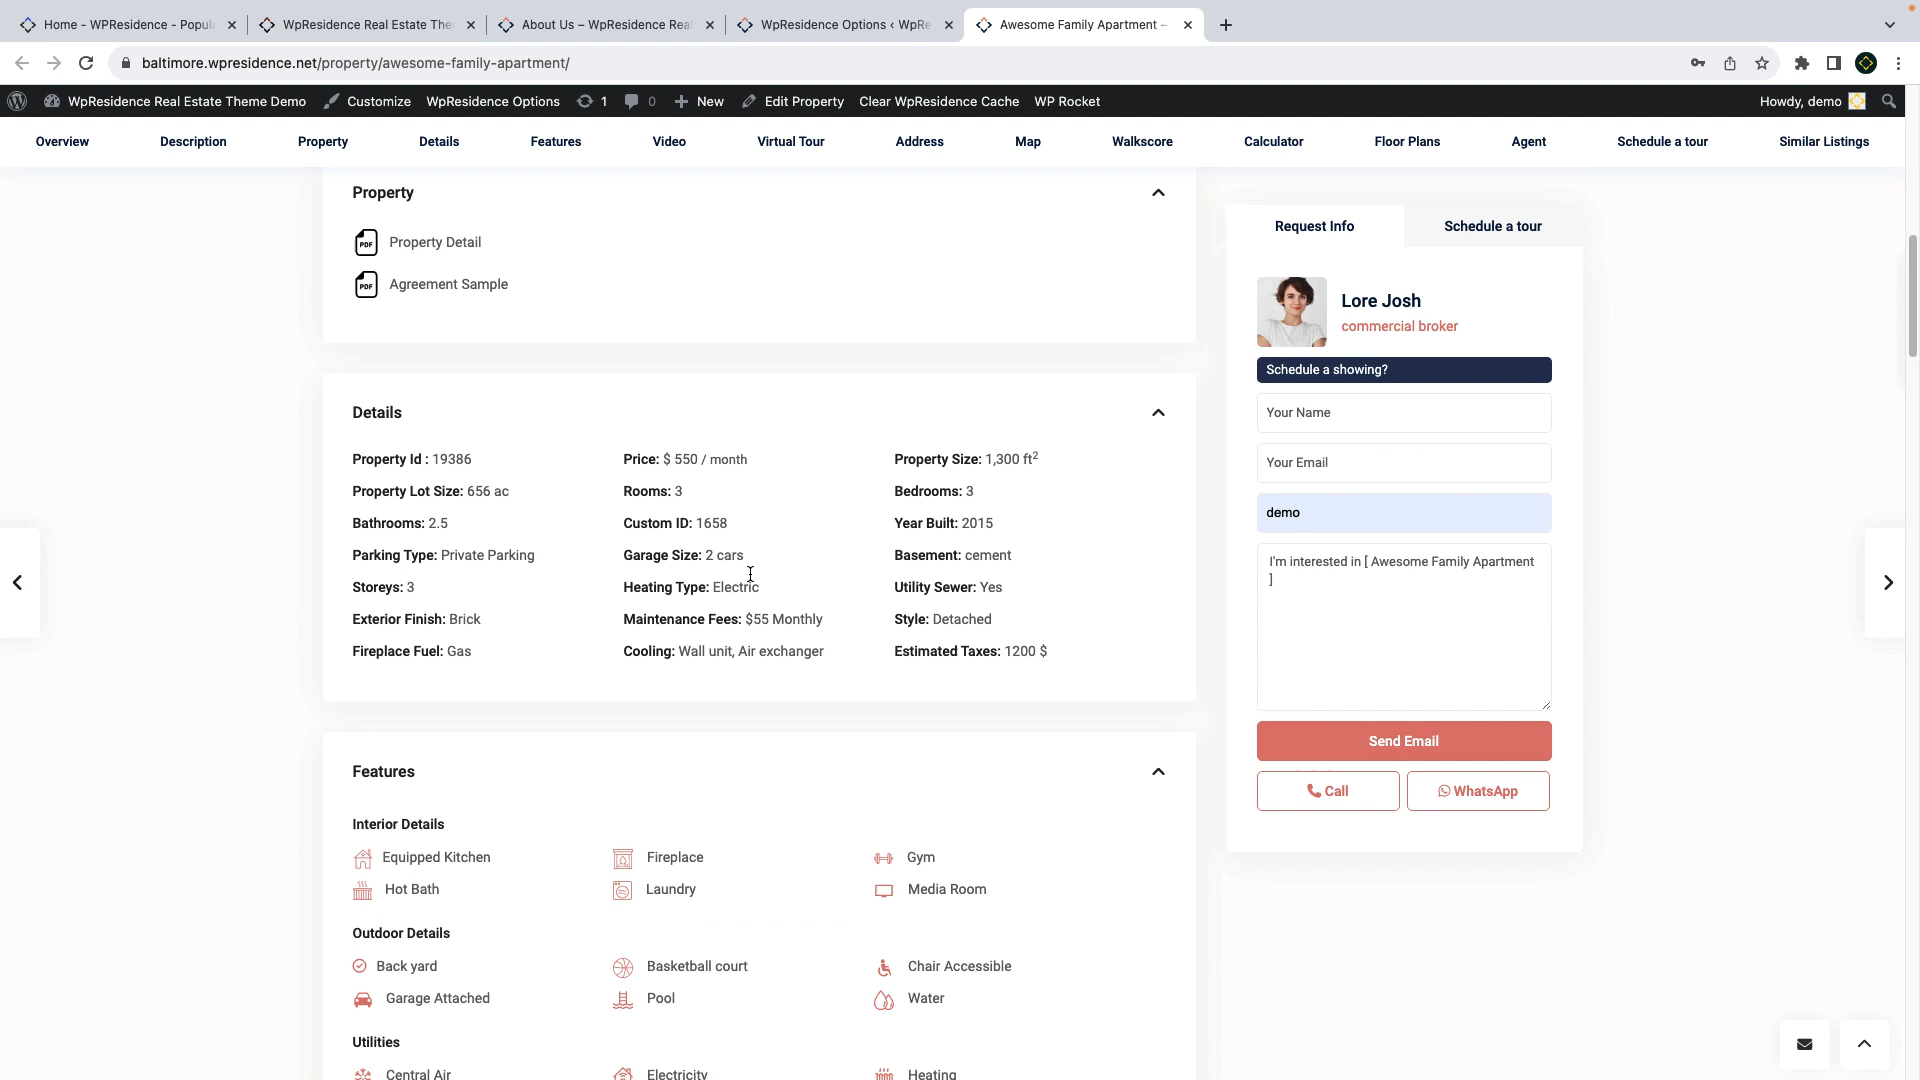 Home - WPResidence - Popul
WpResidence Real Estate The
About Us – WpResidence Rea
WpResidence Options ‹ WpRe
Awesome Family Apartment –
baltimore.wpresidence.net/property/awesome-family-apartment/
WpResidence Real Estate Theme Demo
Customize
WpResidence Options
1
0
New
Edit Property
Clear WpResidence Cache
WP Rocket
Howdy, demo
Overview
Description
Property
Details
Features
Video
Virtual Tour
Address
Map
Walkscore
Calculator
Floor Plans
Agent
Schedule a tour
Similar Listings
Property
PDF Property Detail
PDF Agreement Sample
Details
Property Id : 19386
Price: $ 550 / month
Property Size: 1,300 ft²
Property Lot Size: 656 ac
Rooms: 3
Bedrooms: 3
Bathrooms: 2.5
Custom ID: 1658
Year Built: 2015
Parking Type: Private Parking
Garage Size: 2 cars
Basement: cement
Storeys: 3
Heating Type: Electric
Utility Sewer: Yes
Exterior Finish: Brick
Maintenance Fees: $55 Monthly
Style: Detached
Fireplace Fuel: Gas
Cooling: Wall unit, Air exchanger
Estimated Taxes: 1200 $
Features
Interior Details
Equipped Kitchen
Fireplace
Gym
Hot Bath
Laundry
Media Room
Outdoor Details
Back yard
Basketball court
Chair Accessible
Garage Attached
Pool
Water
Utilities
Central Air
Electricity
Heating
Request Info
Schedule a tour
Lore Josh
commercial broker
Schedule a showing?
Your Name
Your Email
demo
I'm interested in [ Awesome Family Apartment
]
Send Email
Call
WhatsApp